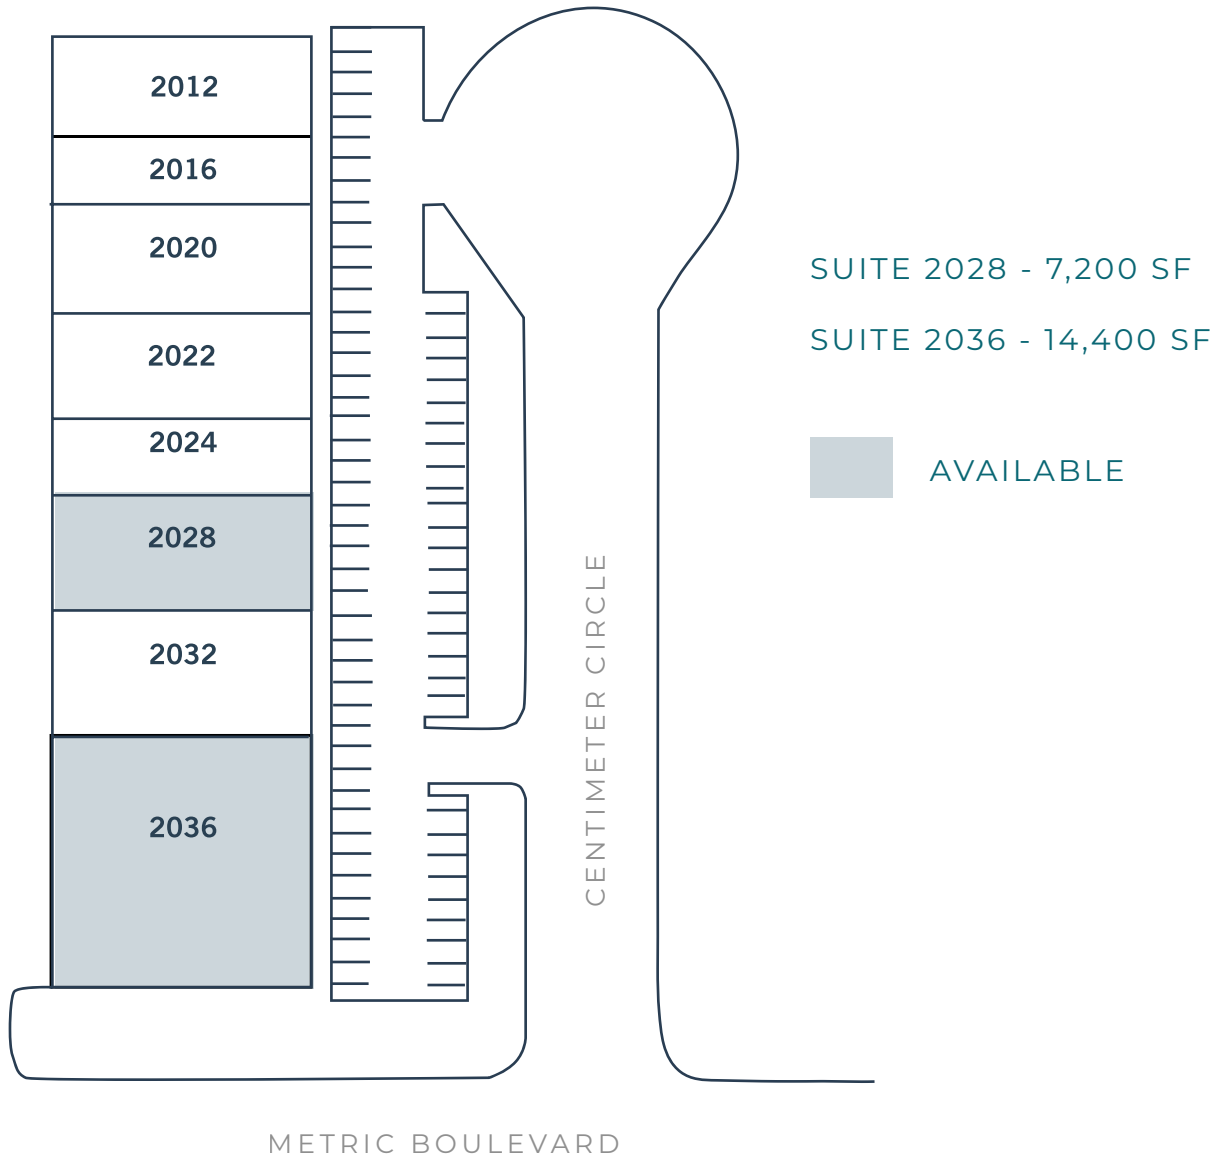 2012
2016
2020
2022
2024
2028
2032
2036
SUITE 2028 - 7,200 SF
SUITE 2036 - 14,400 SF
AVAILABLE
CENTIMETER CIRCLE
METRIC BOULEVARD